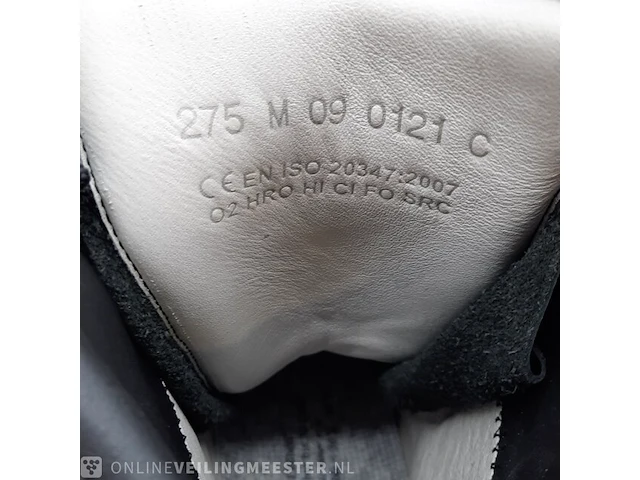 275 M 09 0121 C
CE EN ISO 20347:2007
O2 HRO HI CI FO SRC
ONLINEVEILINGMEESTER.NL